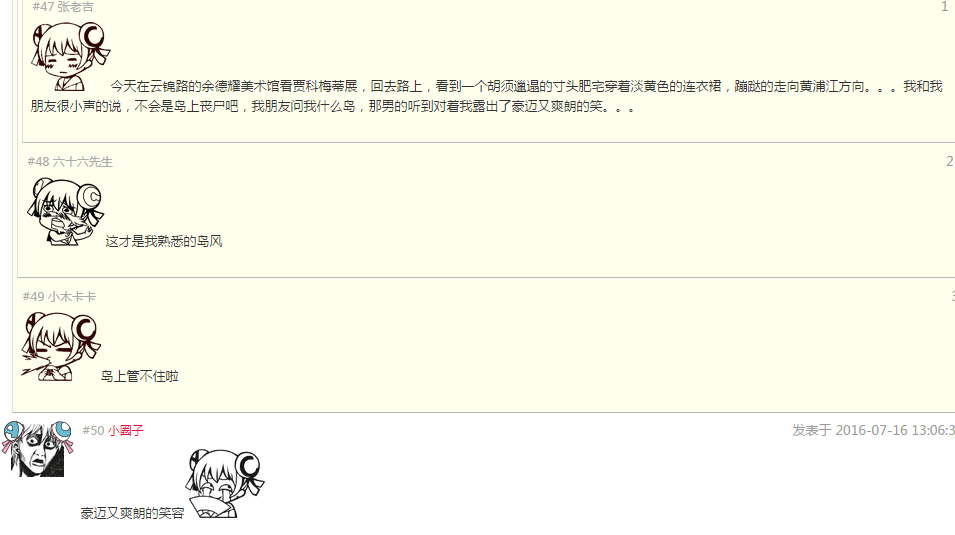 #47 张老吉 1
今天在云锦路的余德耀美术馆看贾科梅蒂展，回去路上，看到一个胡须邋遢的寸头肥宅穿着淡黄色的连衣裙，蹦跶的走向黄浦江方向。。。我和我
朋友很小声的说，不会是岛上丧尸吧，我朋友问我什么岛，那男的听到对着我露出了豪迈又爽朗的笑。。。
#48 六十六先生 2
这才是我熟悉的岛风
#49 小木卡卡 3
岛上管不住啦
#50 小圈子 发表于 2016-07-16 13:06:3
豪迈又爽朗的笑容